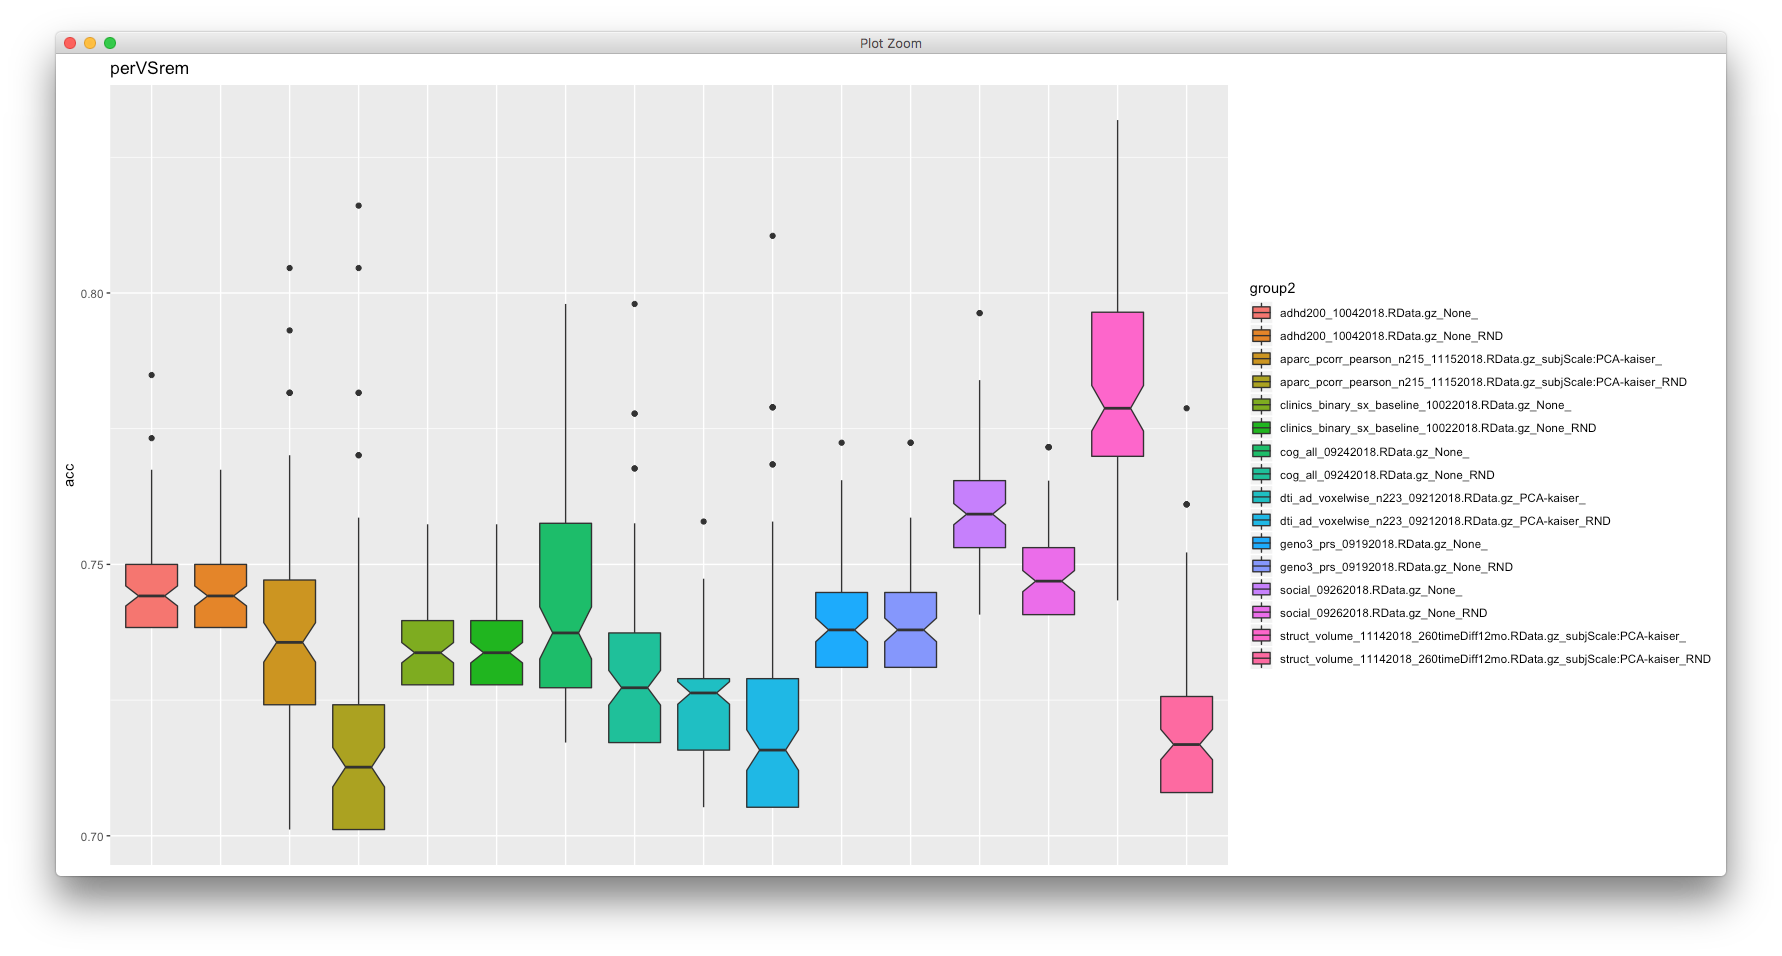 Plot Zoom
perVSrem
acc
0.80
0.75
0.70
group2
adhd200_10042018.RData.gz_None_
adhd200_10042018.RData.gz_None_RND
aparc_pcorr_pearson_n215_11152018.RData.gz_subjScale:PCA-kaiser_
aparc_pcorr_pearson_n215_11152018.RData.gz_subjScale:PCA-kaiser_RND
clinics_binary_sx_baseline_10022018.RData.gz_None_
clinics_binary_sx_baseline_10022018.RData.gz_None_RND
cog_all_09242018.RData.gz_None_
cog_all_09242018.RData.gz_None_RND
dti_ad_voxelwise_n223_09212018.RData.gz_PCA-kaiser_
dti_ad_voxelwise_n223_09212018.RData.gz_PCA-kaiser_RND
geno3_prs_09192018.RData.gz_None_
geno3_prs_09192018.RData.gz_None_RND
social_09262018.RData.gz_None_
social_09262018.RData.gz_None_RND
struct_volume_11142018_260timeDiff12mo.RData.gz_subjScale:PCA-kaiser_
struct_volume_11142018_260timeDiff12mo.RData.gz_subjScale:PCA-kaiser_RND